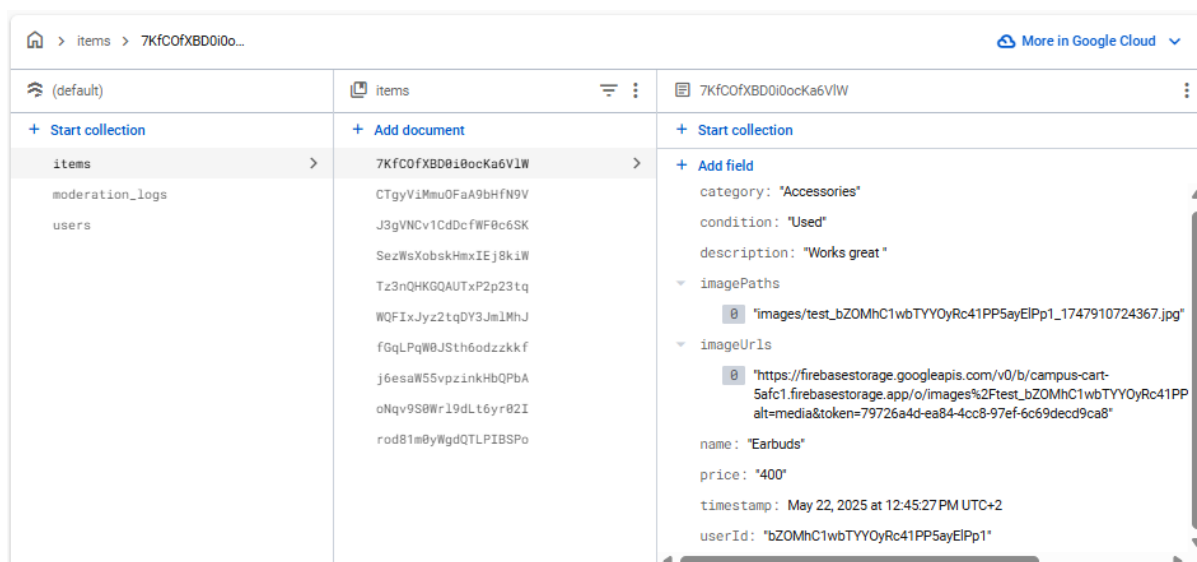 items > 7KfCOfXBD0i0o...
More in Google Cloud
(default)
+ Start collection
items
moderation_logs
users
items
+ Add document
7KfCOfXBD0i0ocKa6VlW
CTgyViMmuOFaA9bHfN9V
J3gVNCv1CdDcfWF0c6SK
SezWsXobskHmxIEj8kiW
Tz3nQHKGQAUTxP2p23tq
WQFIxJyz2tqDY3JmlMhJ
fGqLPqW0JSth6odzzkkf
j6esaW55vpzinkHbQPbA
oNqv9S0Wrl9dLt6yr02I
rod81m0yWgdQTLPIBSPo
7KfCOfXBD0i0ocKa6VlW
+ Start collection
+ Add field
category: "Accessories"
condition: "Used"
description: "Works great "
imagePaths
0 "images/test_bZOMhC1wbTYYOyRc41PP5ayElPp1_1747910724367.jpg"
imageUrls
0 "https://firebasestorage.googleapis.com/v0/b/campus-cart-
5afc1.firebasestorage.app/o/images%2Ftest_bZOMhC1wbTYYOyRc41PP
alt=media&token=79726a4d-ea84-4cc8-97ef-6c69decd9ca8"
name: "Earbuds"
price: "400"
timestamp: May 22, 2025 at 12:45:27 PM UTC+2
userId: "bZOMhC1wbTYYOyRc41PP5ayElPp1"